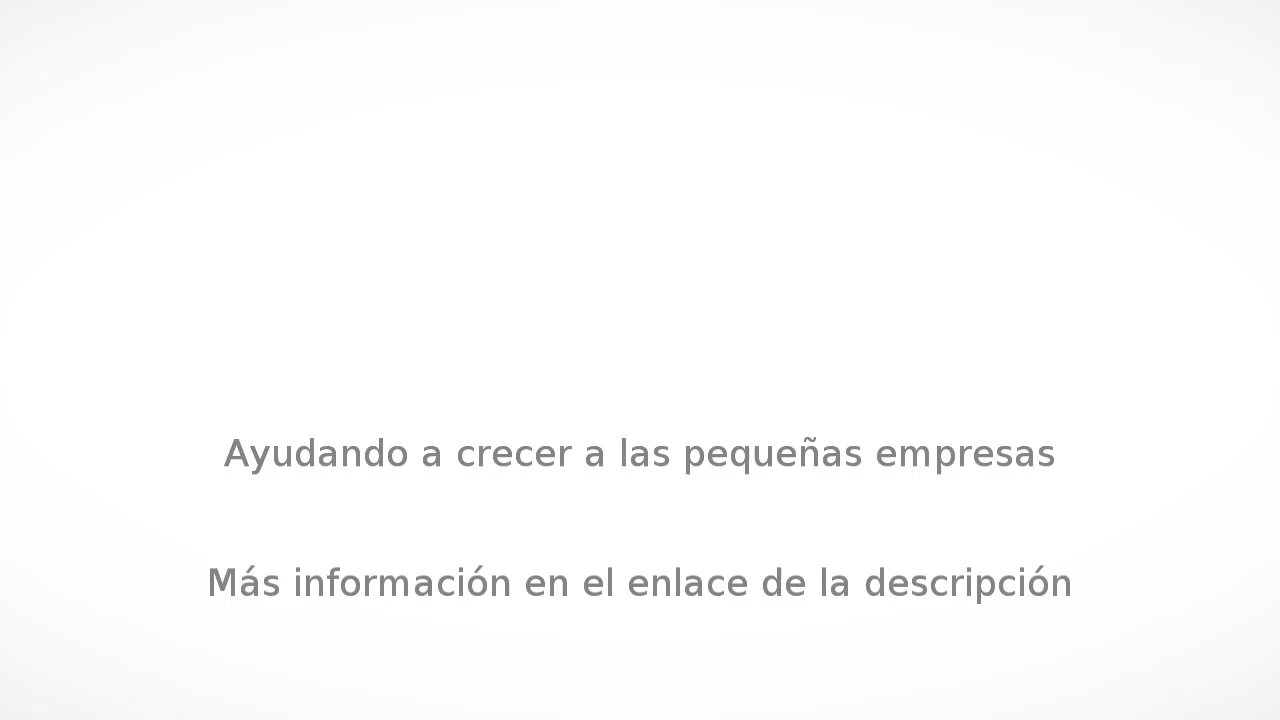 Ayudando a crecer a las pequeñas empresas
Más información en el enlace de la descripción